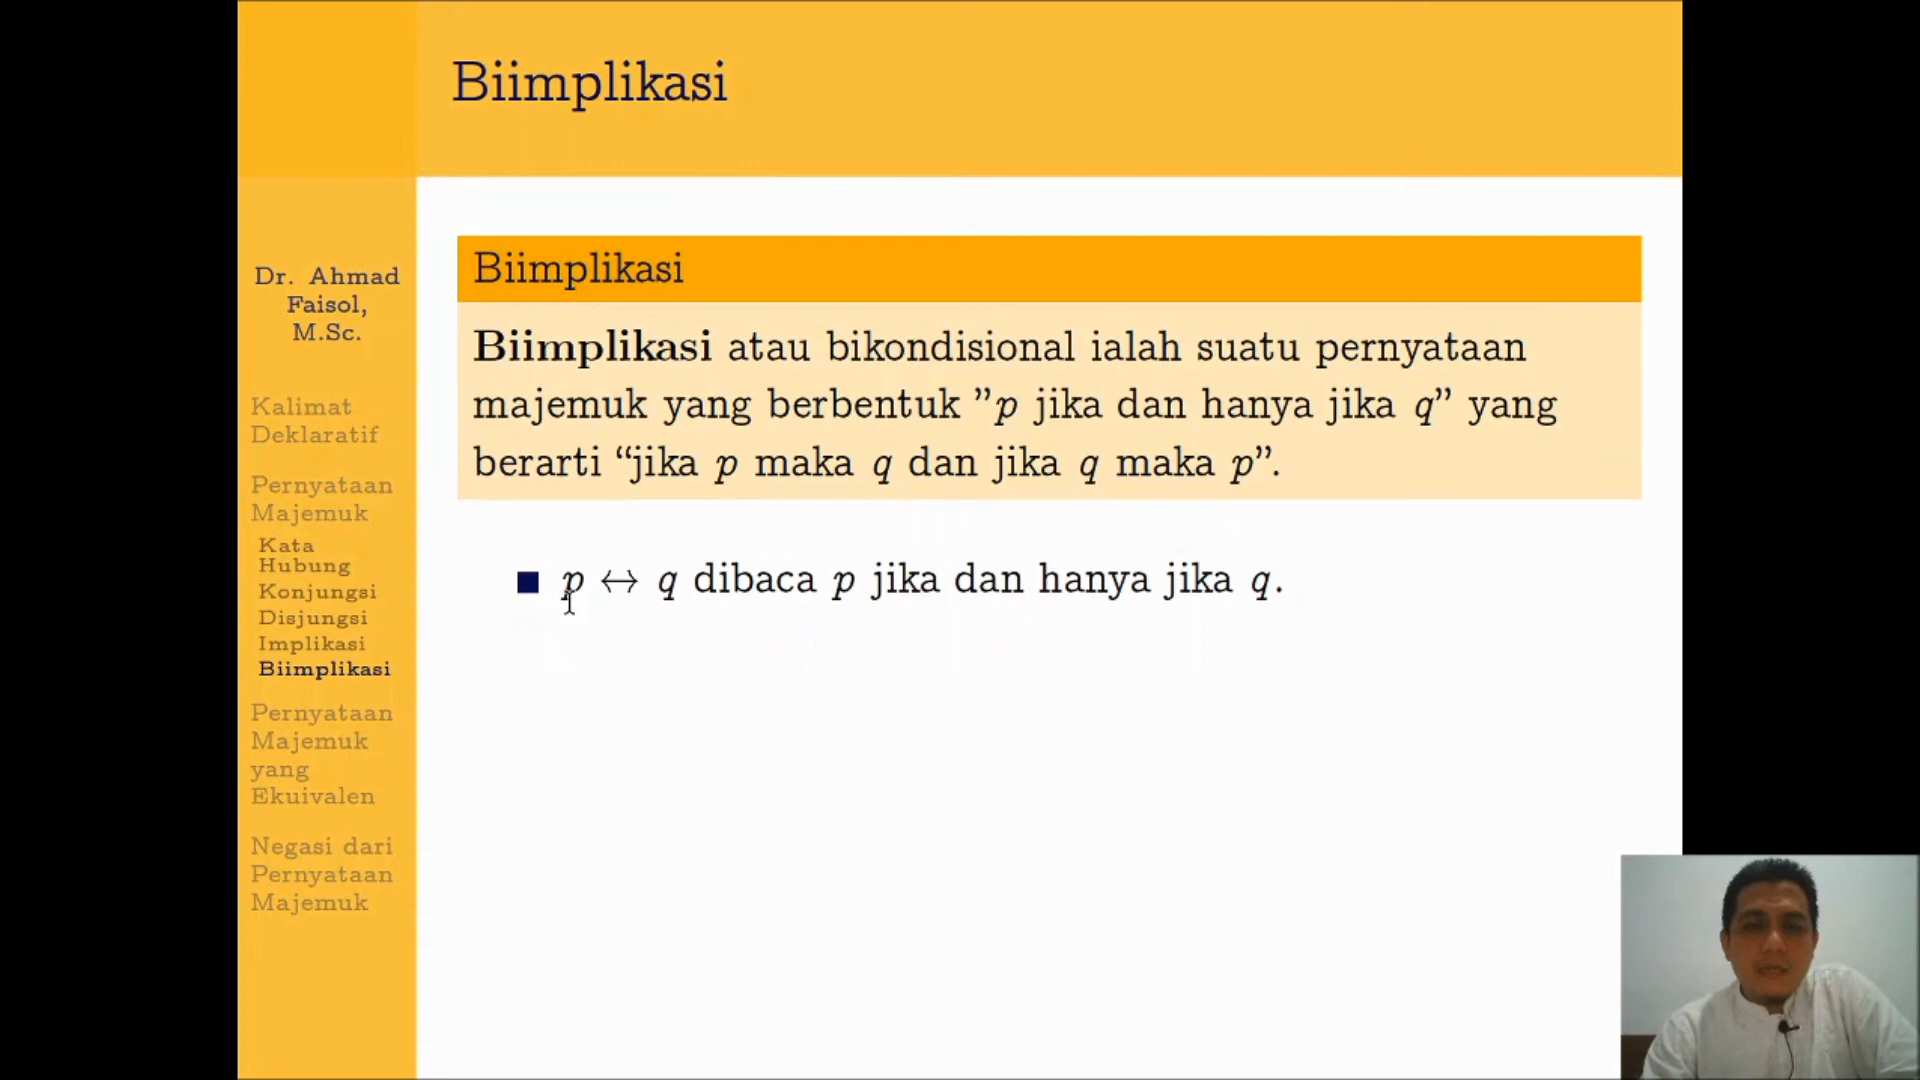 Biimplikasi
Dr. Ahmad
Faisol,
M.Sc.
Kalimat
Deklaratif
Pernyataan
Majemuk
Kata
Hubung
Konjungsi
Disjungsi
Implikasi
Biimplikasi
Pernyataan
Majemuk
yang
Ekuivalen
Negasi dari
Pernyataan
Majemuk
Biimplikasi
Biimplikasi atau bikondisional ialah suatu pernyataan
majemuk yang berbentuk ”p jika dan hanya jika q” yang
berarti “jika p maka q dan jika q maka p”.
p ↔ q dibaca p jika dan hanya jika q.